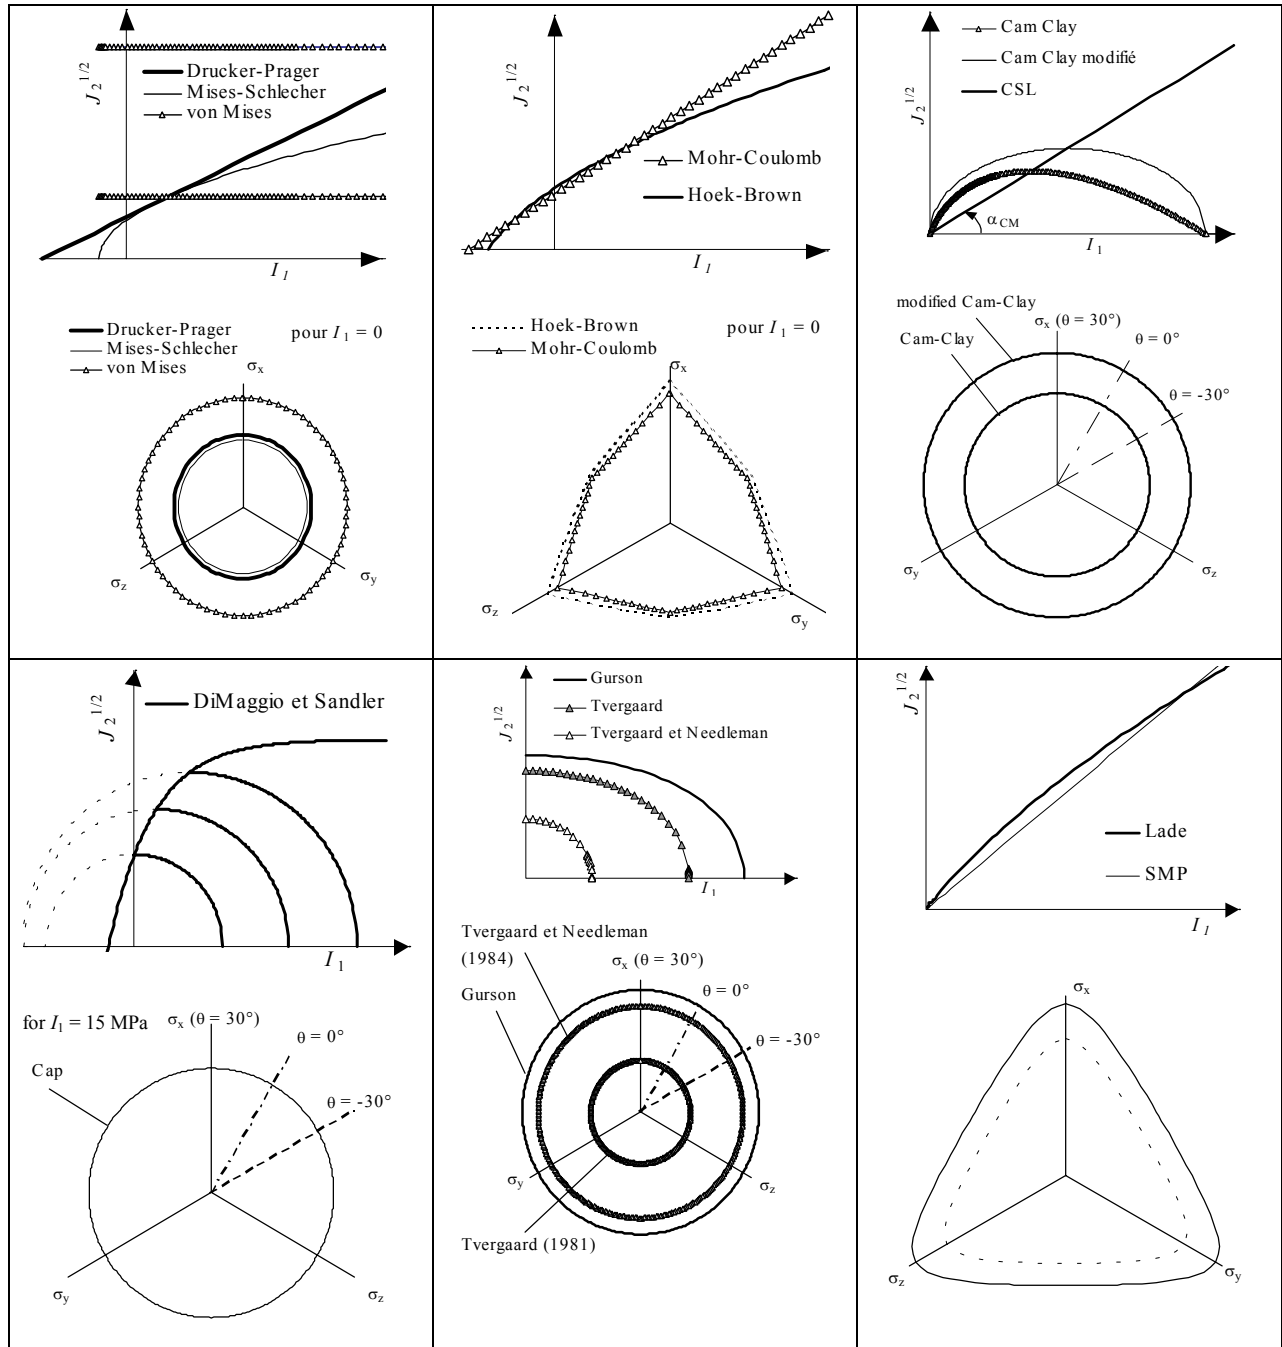 J₂^1/2
Drucker-Prager
Mises-Schlecher
von Mises
I₁
Drucker-Prager
Mises-Schlecher
von Mises
pour I₁ = 0
σx
σz
σy
J₂^1/2
Mohr-Coulomb
Hoek-Brown
I₁
Hoek-Brown
Mohr-Coulomb
pour I₁ = 0
σx
σz
σy
Cam Clay
Cam Clay modifié
CSL
J₂^1/2
αCM
I₁
modified Cam-Clay
Cam-Clay
σx (θ = 30°)
θ = 0°
θ = -30°
σy
σz
J₂^1/2
DiMaggio et Sandler
I₁
for I₁ = 15 MPa
σx (θ = 30°)
θ = 0°
Cap
θ = -30°
σy
σz
Gurson
Tvergaard
Tvergaard et Needleman
J₂^1/2
I₁
Tvergaard et Needleman
(1984)
σx (θ = 30°)
Gurson
θ = 0°
θ = -30°
σy
σz
Tvergaard (1981)
J₂^1/2
Lade
SMP
I₁
σx
σz
σy